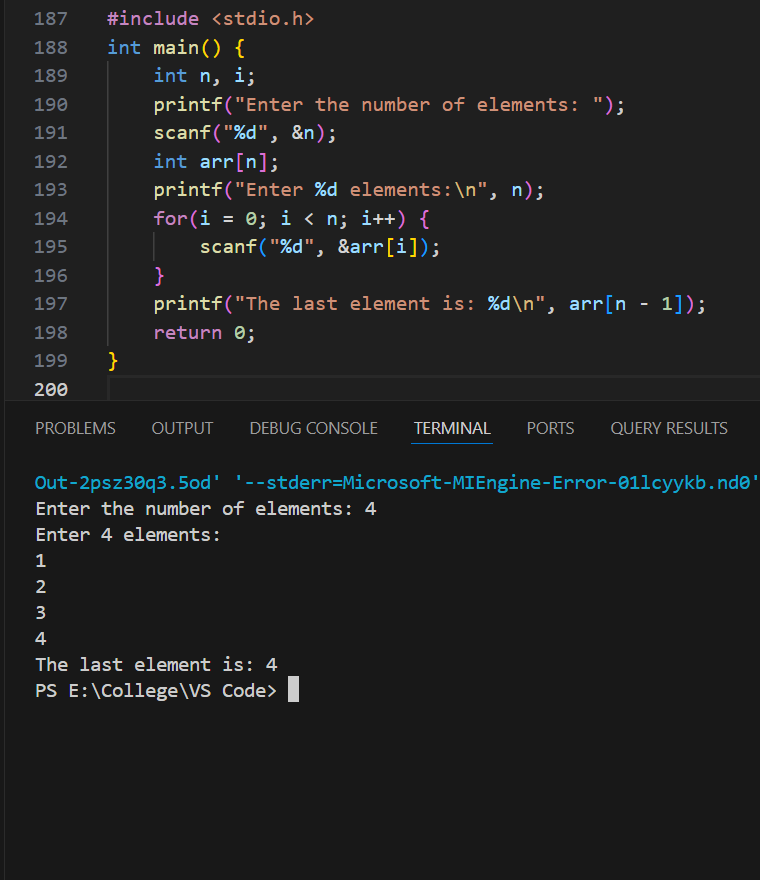 187 #include <stdio.h>
188 int main() {
189     int n, i;
190     printf("Enter the number of elements: ");
191     scanf("%d", &n);
192     int arr[n];
193     printf("Enter %d elements:\n", n);
194     for(i = 0; i < n; i++) {
195         scanf("%d", &arr[i]);
196     }
197     printf("The last element is: %d\n", arr[n - 1]);
198     return 0;
199 }
200
PROBLEMS OUTPUT DEBUG CONSOLE TERMINAL PORTS QUERY RESULTS
Out-2psz30q3.5od' '--stderr=Microsoft-MIEngine-Error-01lcyykb.nd0'
Enter the number of elements: 4
Enter 4 elements:
1
2
3
4
The last element is: 4
PS E:\College\VS Code>